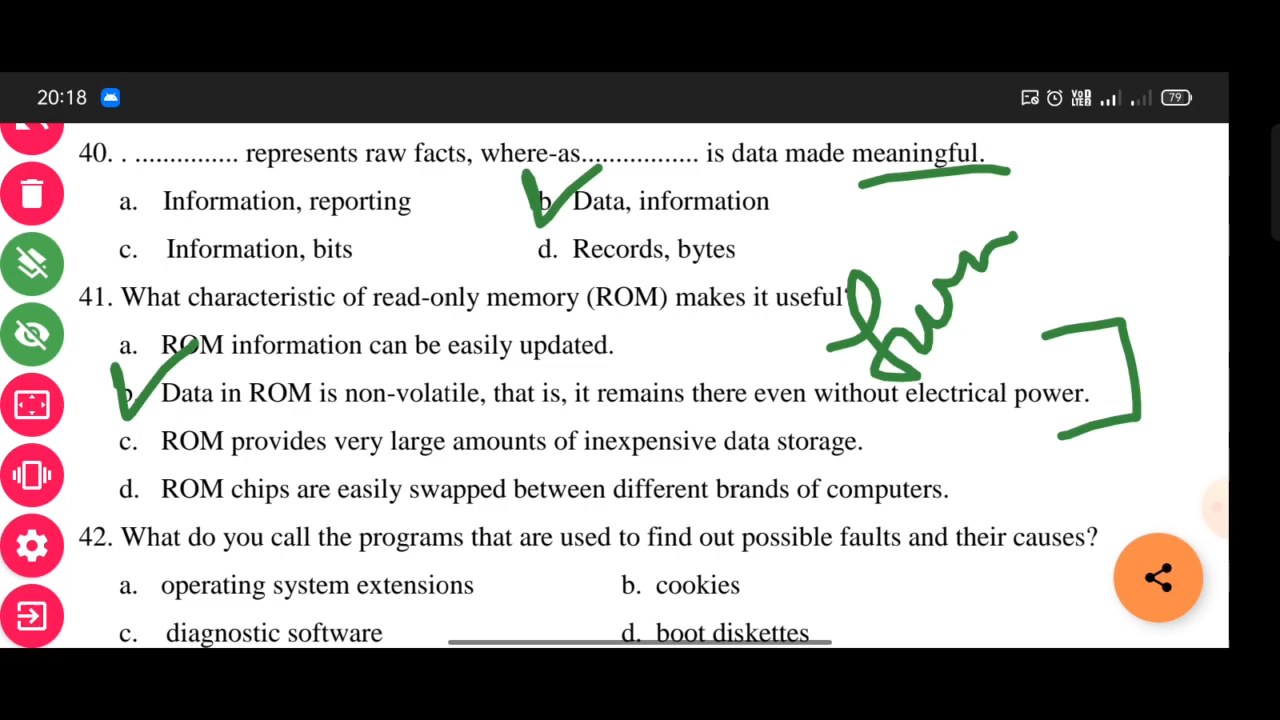 20:18
VoD LTE2 79
40. . ............... represents raw facts, where-as................. is data made meaningful.
a. Information, reporting b. Data, information
c. Information, bits d. Records, bytes
41. What characteristic of read-only memory (ROM) makes it useful?
a. ROM information can be easily updated.
b. Data in ROM is non-volatile, that is, it remains there even without electrical power.
c. ROM provides very large amounts of inexpensive data storage.
d. ROM chips are easily swapped between different brands of computers.
42. What do you call the programs that are used to find out possible faults and their causes?
a. operating system extensions b. cookies
c. diagnostic software d. boot diskettes